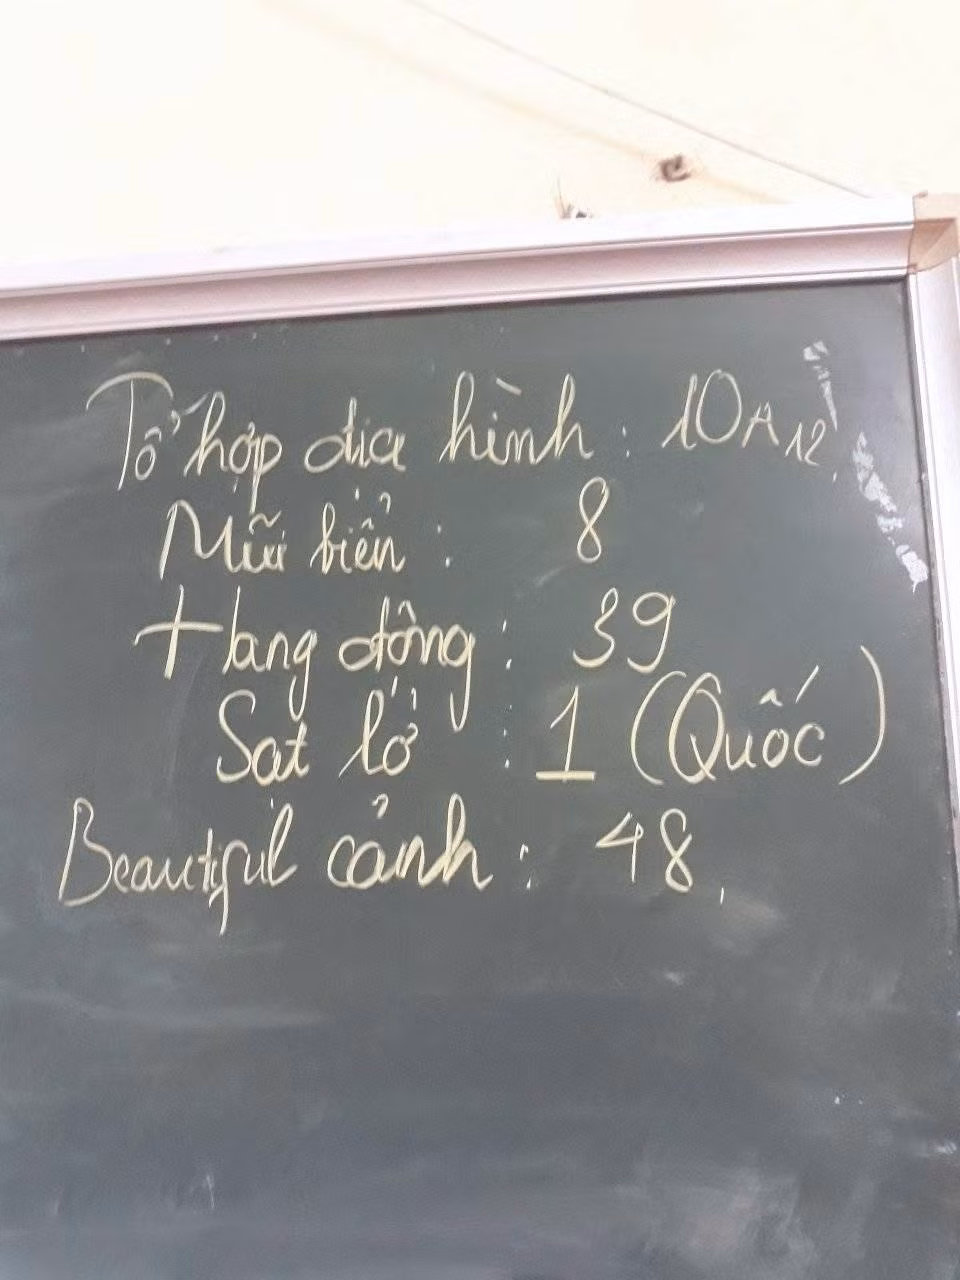 Tổ hợp địa hình : 10A12
Mũi biển : 8
Hang động : 39
Sạt lở : 1 (Quốc)
Beautiful cảnh : 48.